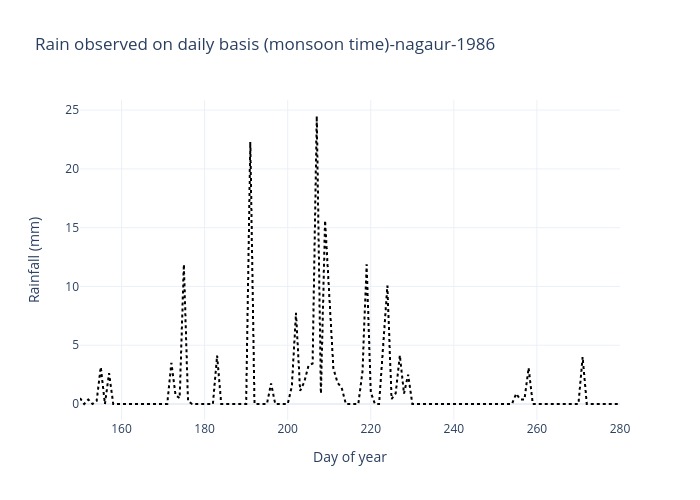 Rain observed on daily basis (monsoon time)-nagaur-1986
25
20
15
10
5
0
Rainfall (mm)
160 180 200 220 240 260 280
Day of year